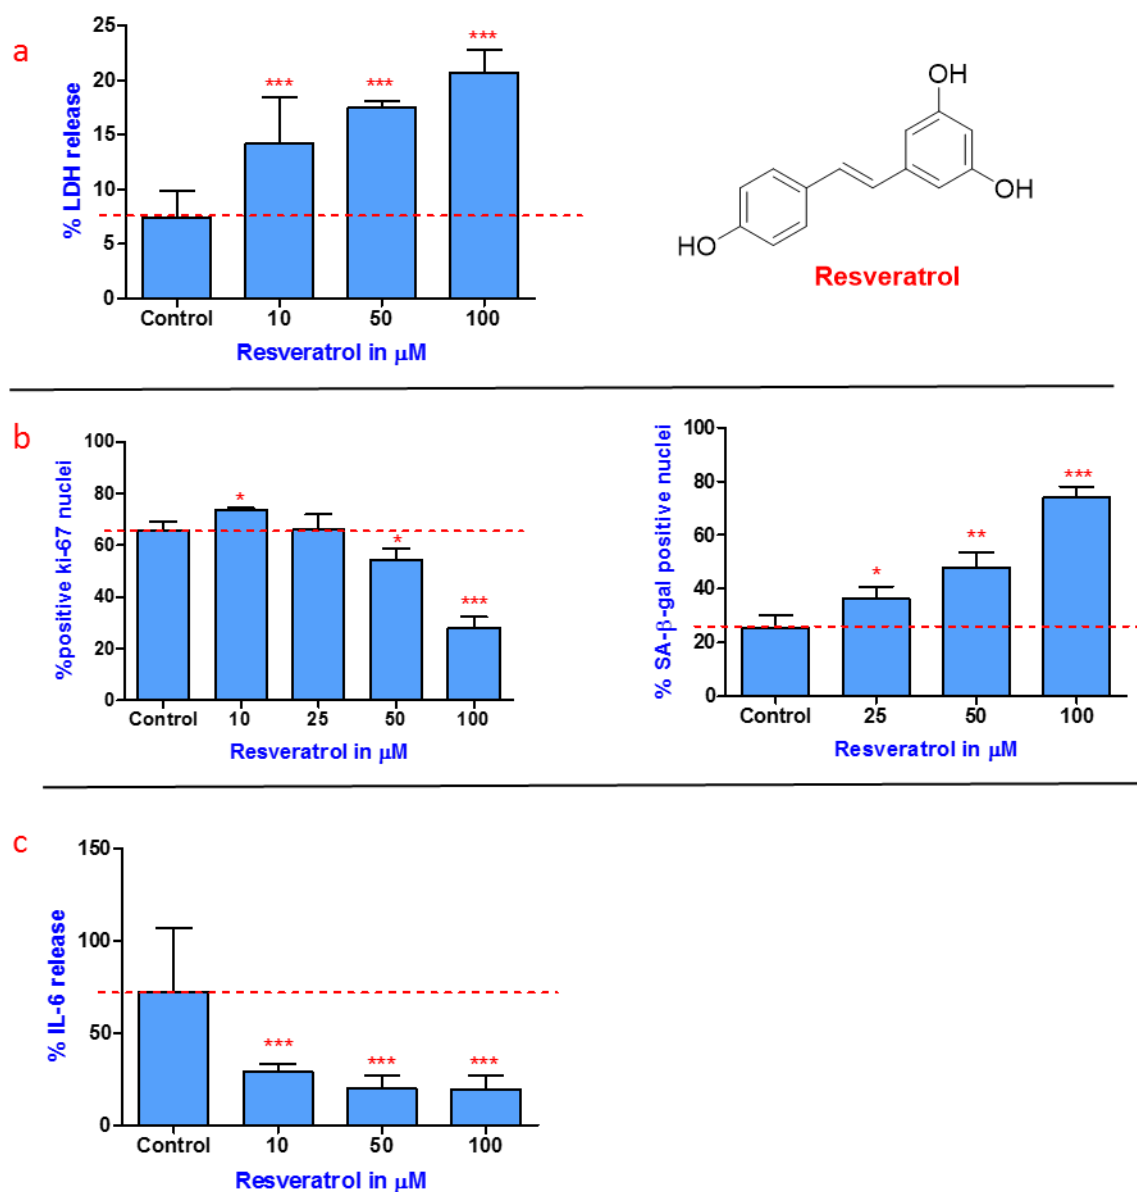 a
25
20
15
10
5
0
% LDH release
***
***
***
Control 10 50 100
Resveratrol in μM
OH
OH
HO
Resveratrol
b
100
80
60
40
20
0
%positive ki-67 nuclei
*
*
***
Control 10 25 50 100
Resveratrol in μM
100
80
60
40
20
0
% SA-β-gal positive nuclei
*
**
***
Control 25 50 100
Resveratrol in μM
c
150
100
50
0
% IL-6 release
***
***
***
Control 10 50 100
Resveratrol in μM